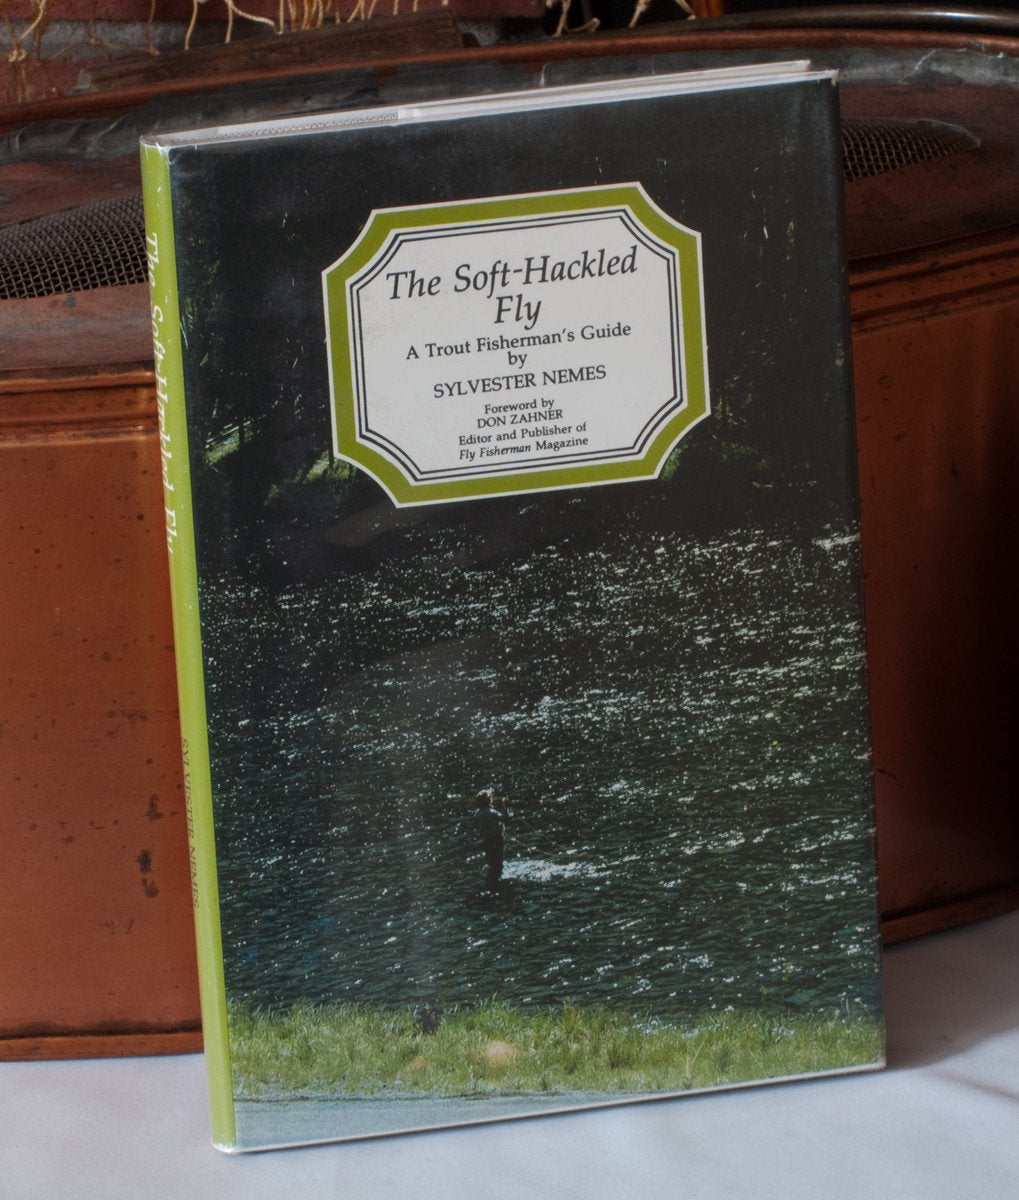 The Soft-Hackled
Fly
A Trout Fisherman's Guide
by
SYLVESTER NEMES
Foreword by
DON ZAHNER
Editor and Publisher of
Fly Fisherman Magazine
The Soft-Hackled Fly
SYLVESTER NEMES